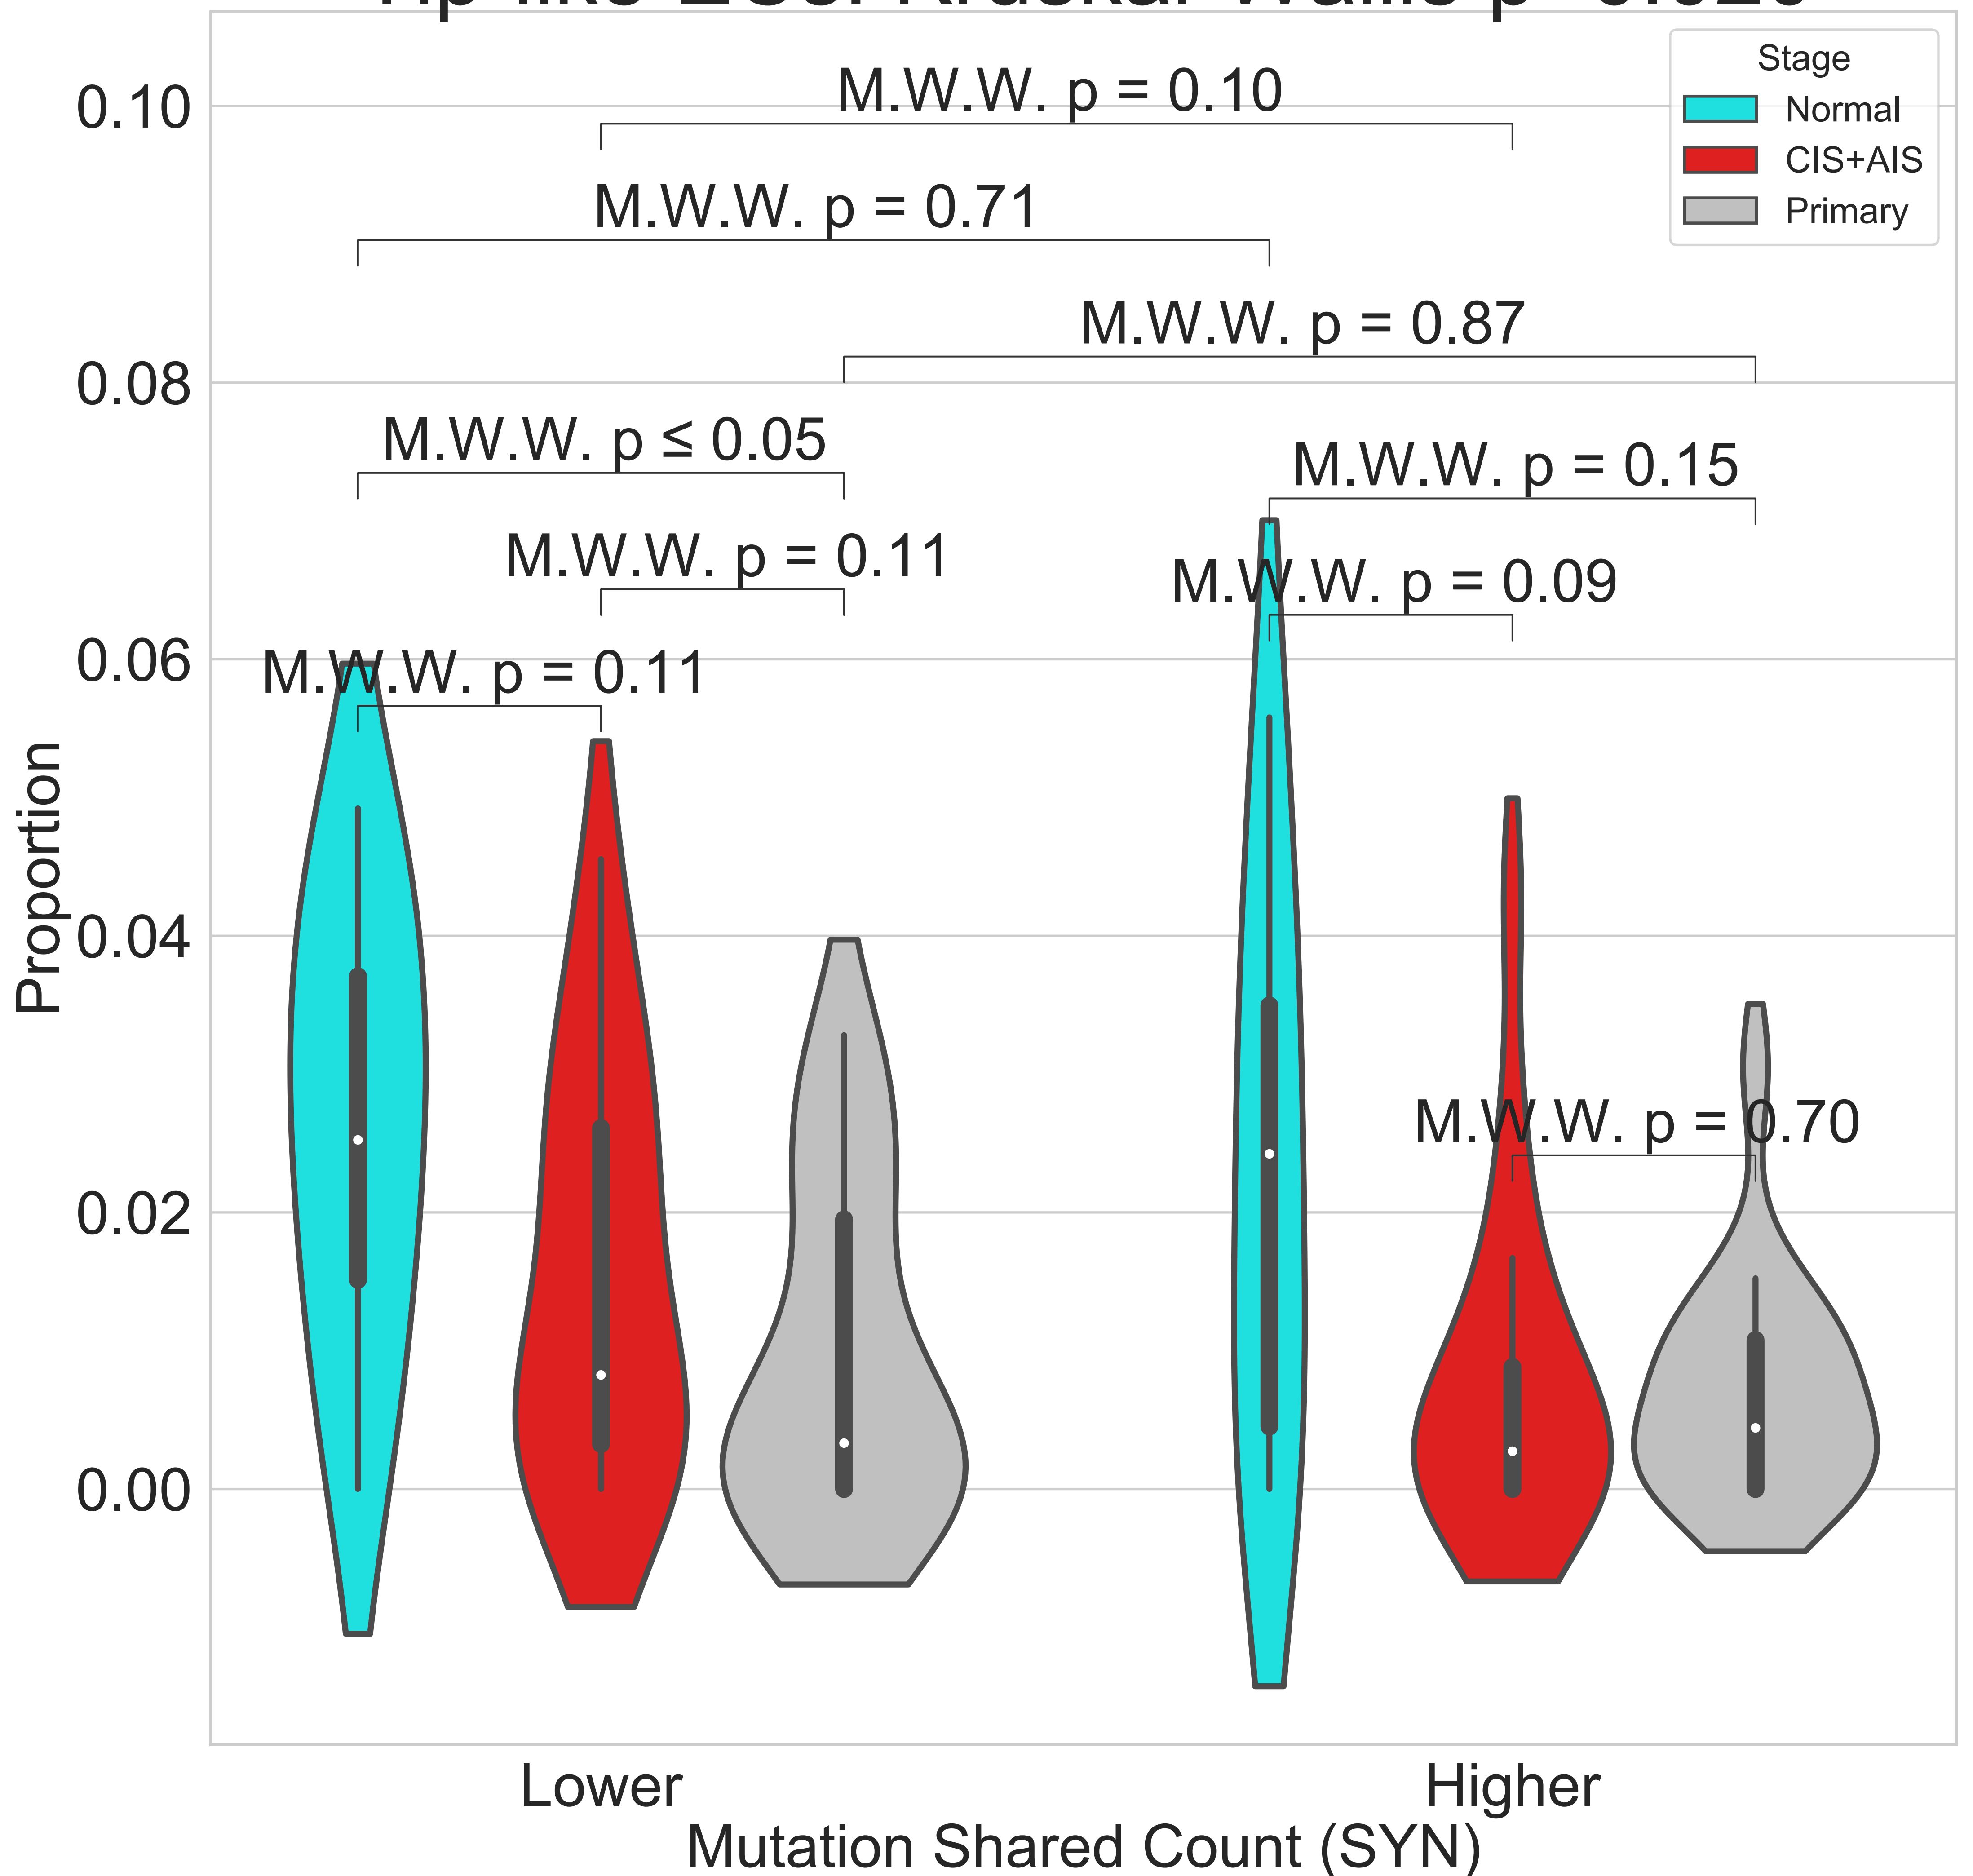 Stage
Normal
CIS+AIS
Primary
M.W.W. p = 0.10
M.W.W. p = 0.71
M.W.W. p = 0.87
M.W.W. p ≤ 0.05
M.W.W. p = 0.15
M.W.W. p = 0.11
M.W.W. p = 0.09
M.W.W. p = 0.11
M.W.W. p = 0.70
0.10
0.08
0.06
0.04
0.02
0.00
Proportion
Lower
Higher
Mutation Shared Count (SYN)